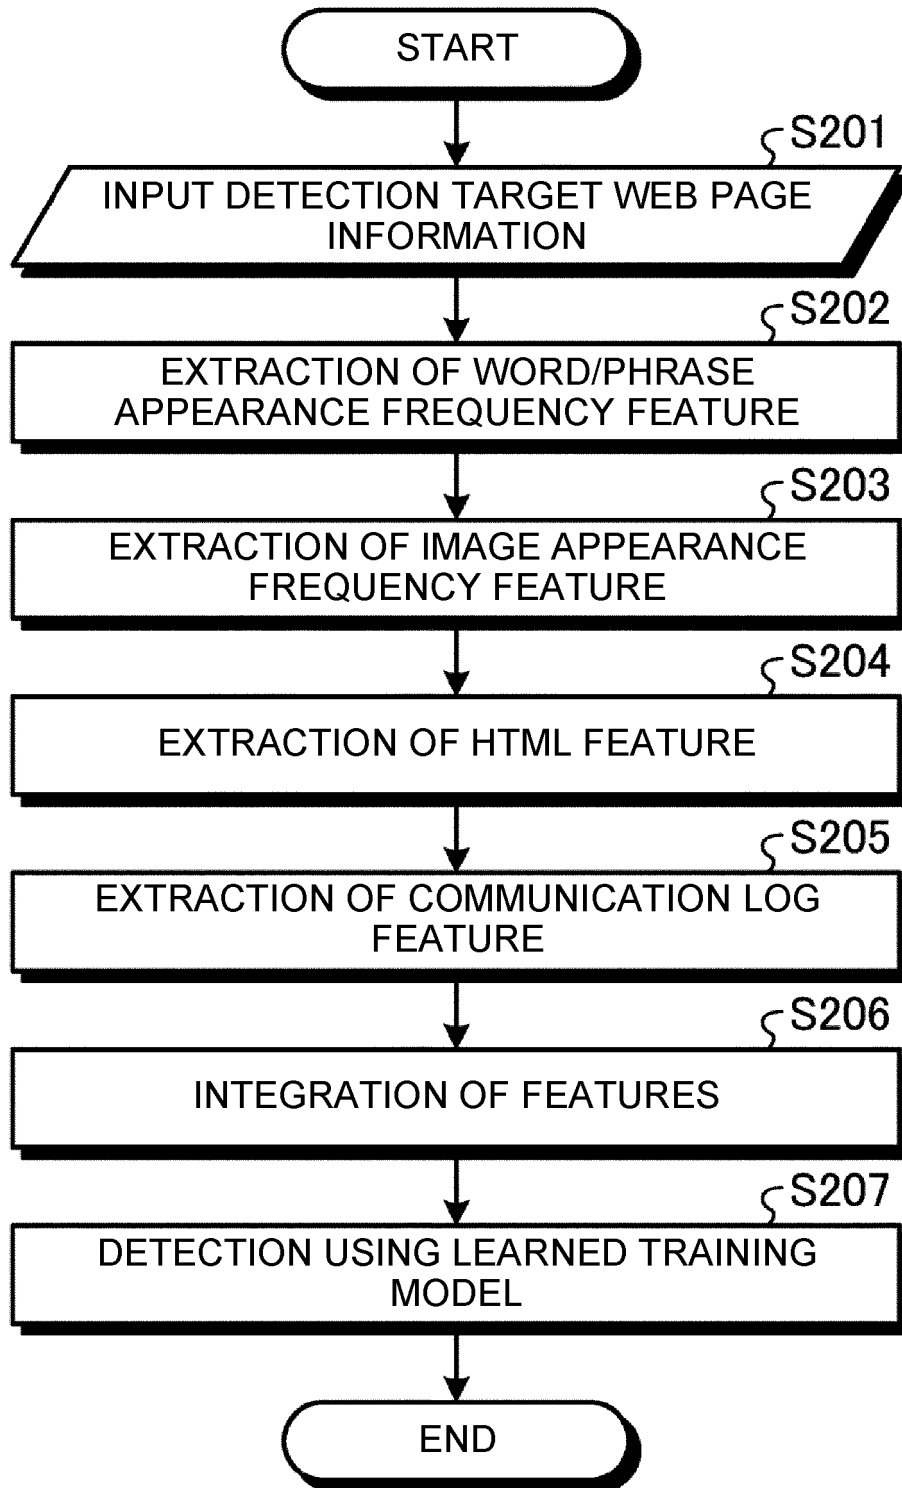 START
S201
INPUT DETECTION TARGET WEB PAGE
INFORMATION
S202
EXTRACTION OF WORD/PHRASE
APPEARANCE FREQUENCY FEATURE
S203
EXTRACTION OF IMAGE APPEARANCE
FREQUENCY FEATURE
S204
EXTRACTION OF HTML FEATURE
S205
EXTRACTION OF COMMUNICATION LOG
FEATURE
S206
INTEGRATION OF FEATURES
S207
DETECTION USING LEARNED TRAINING
MODEL
END